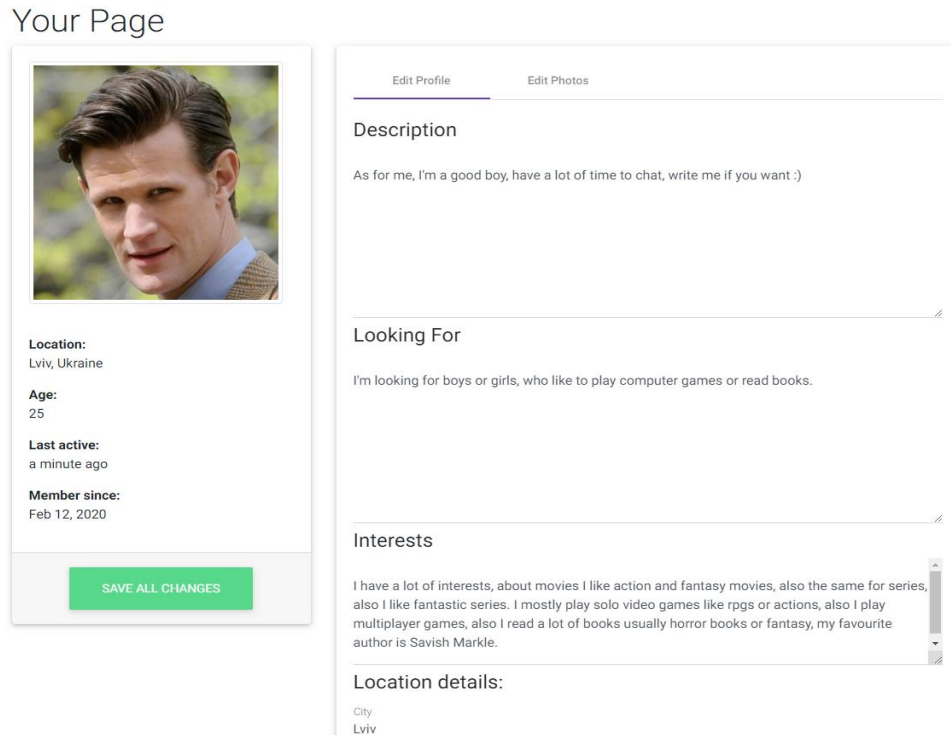 Your Page
Location:
Lviv, Ukraine
Age:
25
Last active:
a minute ago
Member since:
Feb 12, 2020
SAVE ALL CHANGES
Edit Profile
Edit Photos
Description
As for me, I'm a good boy, have a lot of time to chat, write me if you want :)
Looking For
I'm looking for boys or girls, who like to play computer games or read books.
Interests
I have a lot of interests, about movies I like action and fantasy movies, also the same for series,
also I like fantastic series. I mostly play solo video games like rpgs or actions, also I play
multiplayer games, also I read a lot of books usually horror books or fantasy, my favourite
author is Savish Markle.
Location details:
City
Lviv